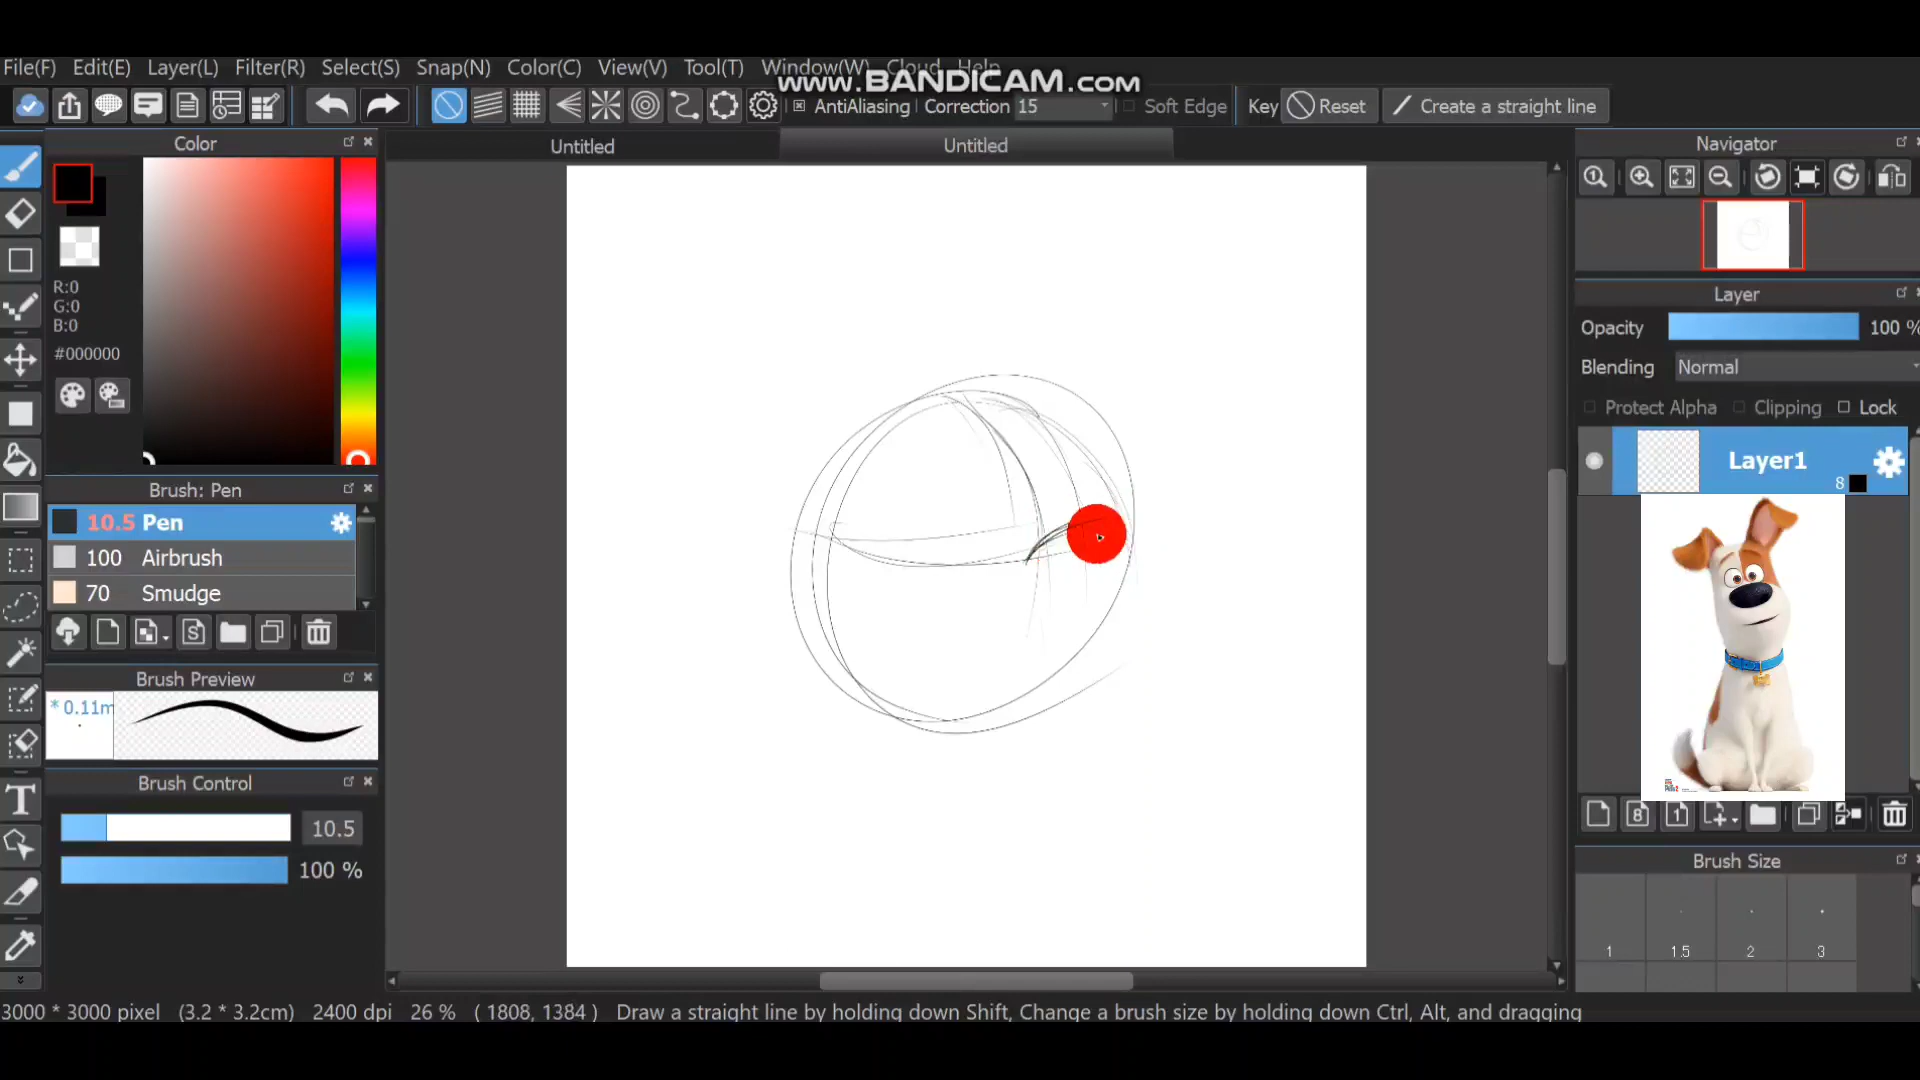 File(F) Edit(E) Layer(L) Filter(R) Select(S) Snap(N) Color(C) View(V) Tool(T) Window(W) Cloud Help
www.BANDICAM.com
AntiAliasing Correction 15 Soft Edge Key Reset Create a straight line
Color
Untitled Untitled
Navigator
R:0
G:0
B:0
#000000
Layer
Opacity 100 %
Blending Normal
Protect Alpha Clipping Lock
Layer1
8
Brush: Pen
10.5 Pen
100 Airbrush
70 Smudge
S
8 1
Brush Preview
* 0.11m
Brush Control
10.5
100 %
T
Brush Size
1 1.5 2 3
3000 * 3000 pixel (3.2 * 3.2cm) 2400 dpi 26 % ( 1808, 1384 ) Draw a straight line by holding down Shift, Change a brush size by holding down Ctrl, Alt, and dragging